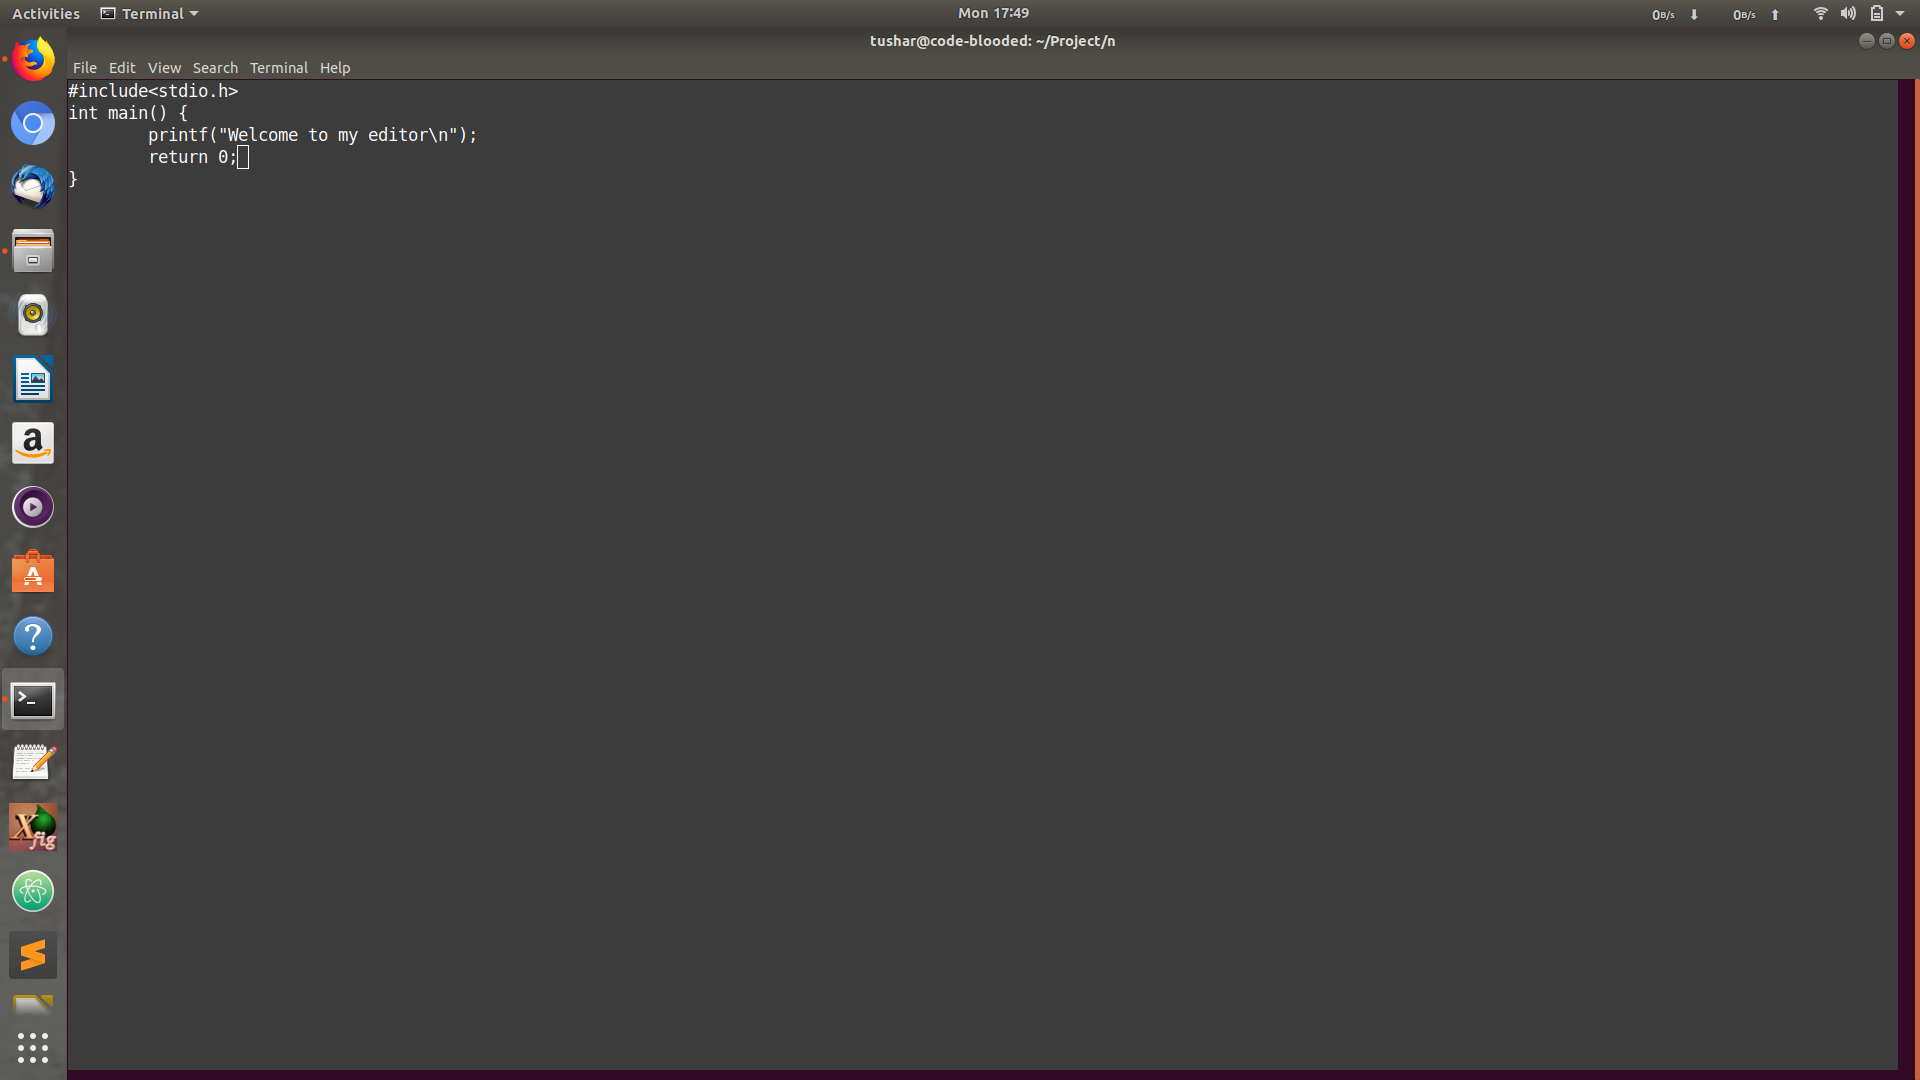 Activities Terminal Mon 17:49 0B/s 0B/s
tushar@code-blooded: ~/Project/n
File Edit View Search Terminal Help
#include<stdio.h>
int main() {
        printf("Welcome to my editor\n");
        return 0;
}
a
A
?
>_
Xfig